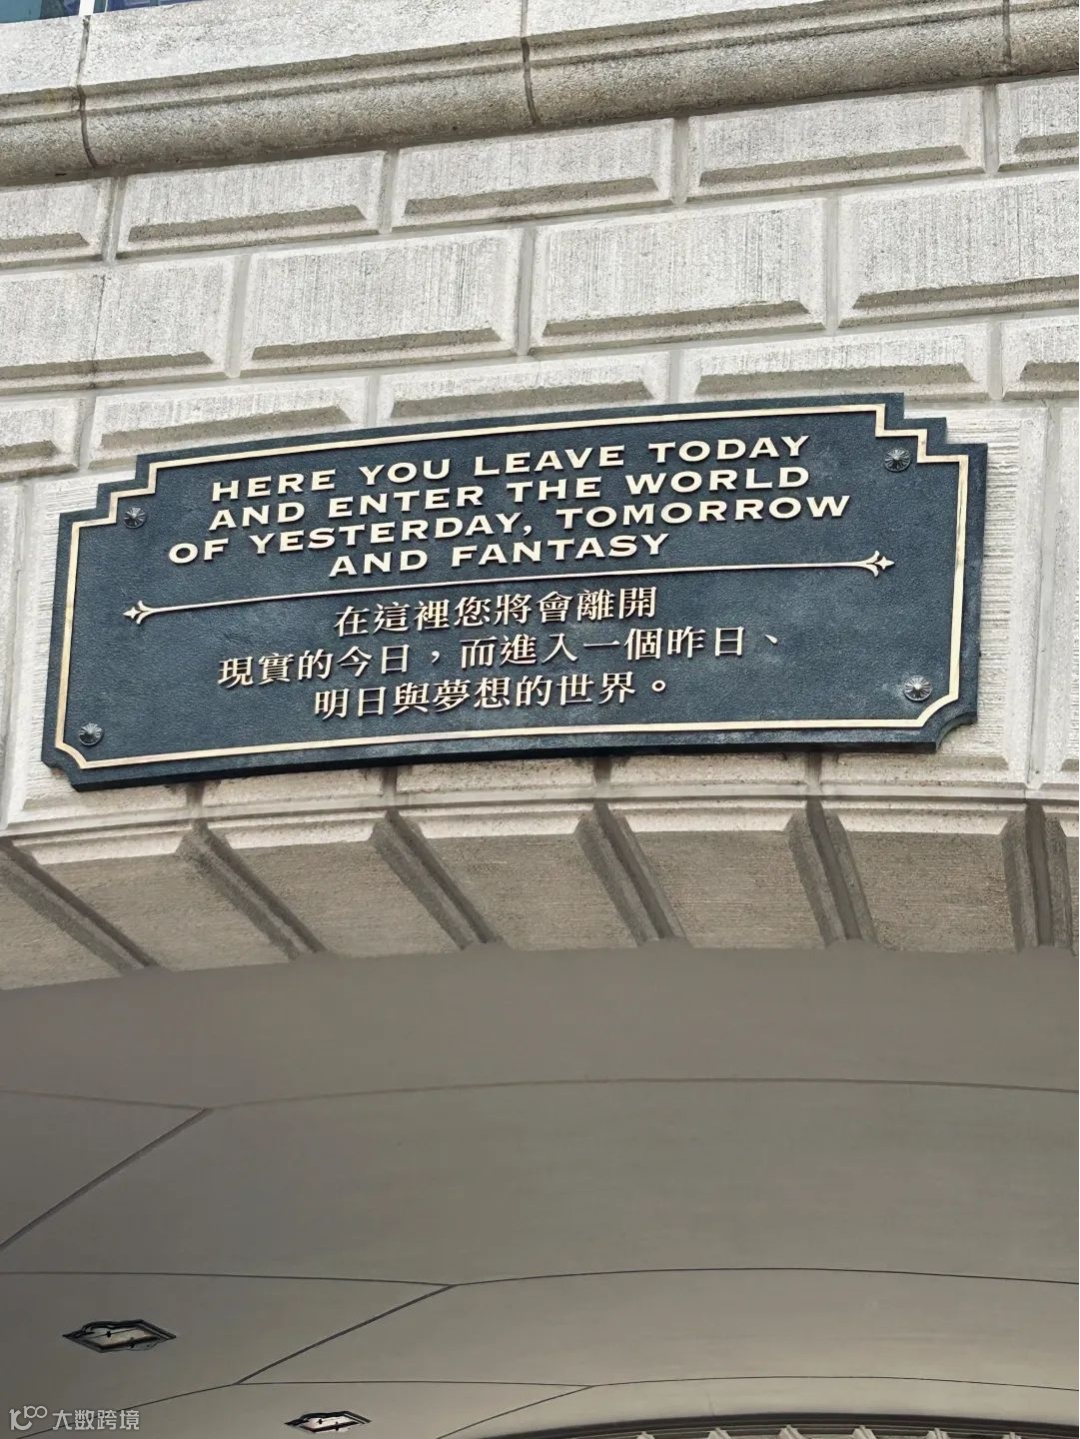 HERE YOU LEAVE TODAY
AND ENTER THE WORLD
OF YESTERDAY, TOMORROW
AND FANTASY
在這裡您將會離開
現實的今日，而進入一個昨日、
明日與夢想的世界。
大数跨境